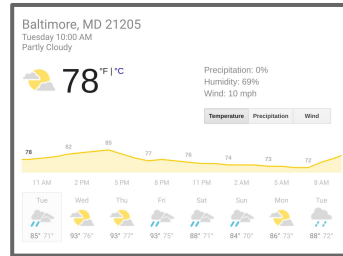 Baltimore, MD 21205
Tuesday 10:00 AM
Partly Cloudy
78 °F | °C
Precipitation: 0%
Humidity: 69%
Wind: 10 mph
Temperature Precipitation Wind
78 82 85 77 76 74 73 72
11 AM 2 PM 5 PM 8 PM 11 PM 2 AM 5 AM 8 AM
Tue Wed Thu Fri Sat Sun Mon Tue
85° 71° 93° 76° 93° 77° 93° 75° 88° 71° 84° 70° 86° 73° 88° 72°